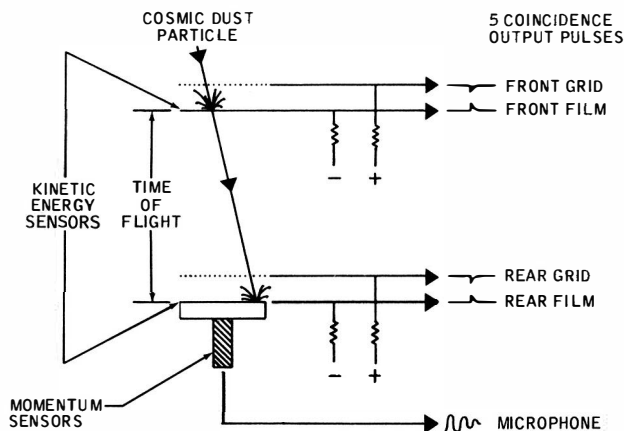 COSMIC DUST
PARTICLE
5 COINCIDENCE
OUTPUT PULSES
FRONT GRID
FRONT FILM
− +
KINETIC
ENERGY
SENSORS
TIME
OF
FLIGHT
REAR GRID
REAR FILM
− +
MOMENTUM
SENSORS
MICROPHONE